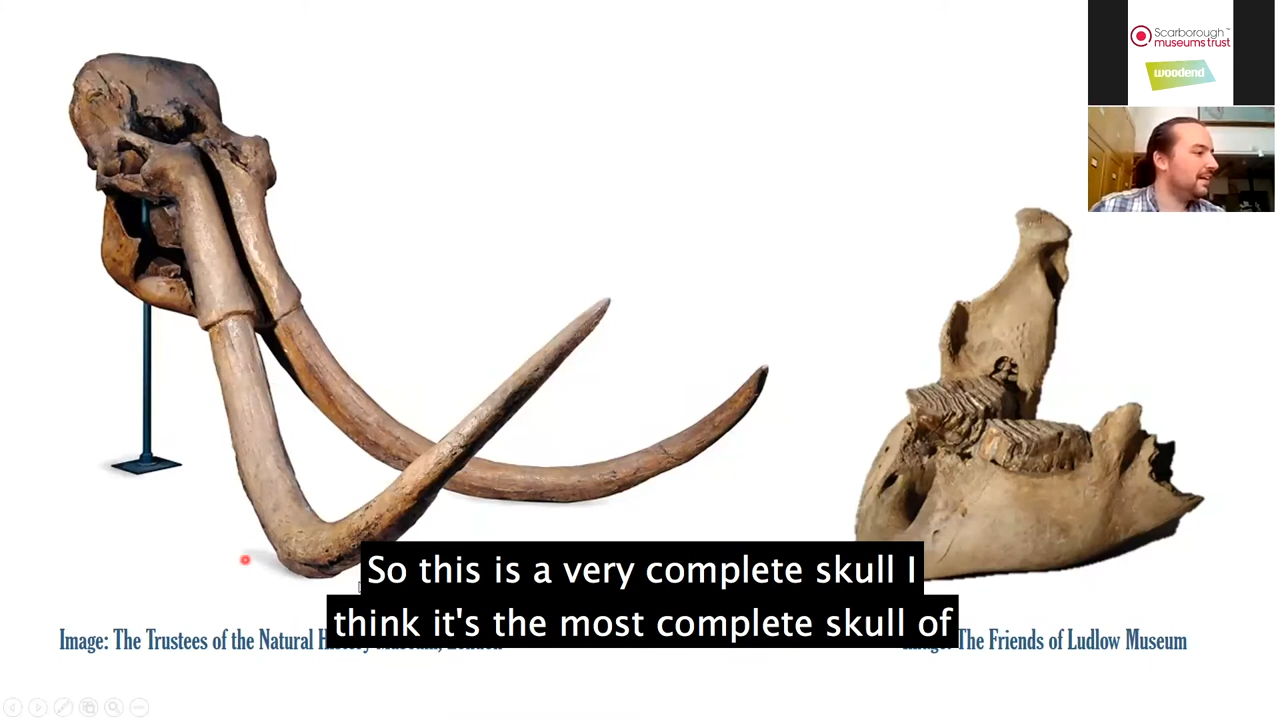 Scarborough™
museums trust
woodend
So this is a very complete skull I
think it's the most complete skull of
Image: The Trustees of the Natural
The Friends of Ludlow Museum